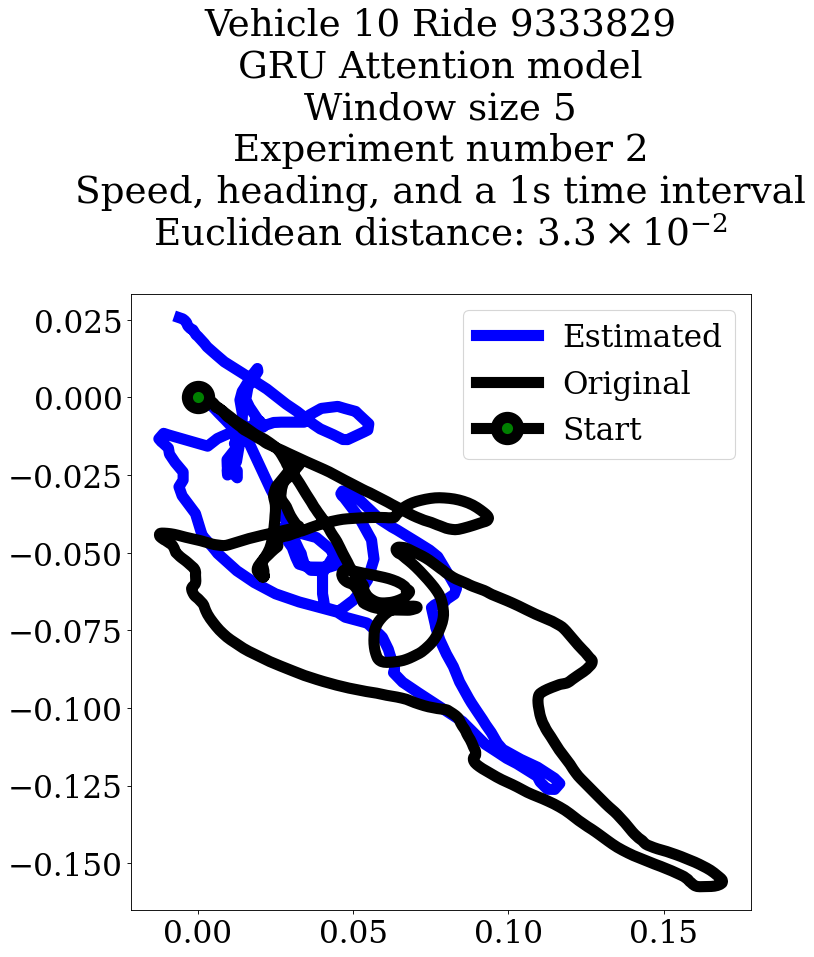 Vehicle 10 Ride 9333829
GRU Attention model
Window size 5
Experiment number 2
Speed, heading, and a 1s time interval
Euclidean distance: 3.3 × 10⁻²
Estimated
Original
Start
0.025
0.000
−0.025
−0.050
−0.075
−0.100
−0.125
−0.150
0.00 0.05 0.10 0.15